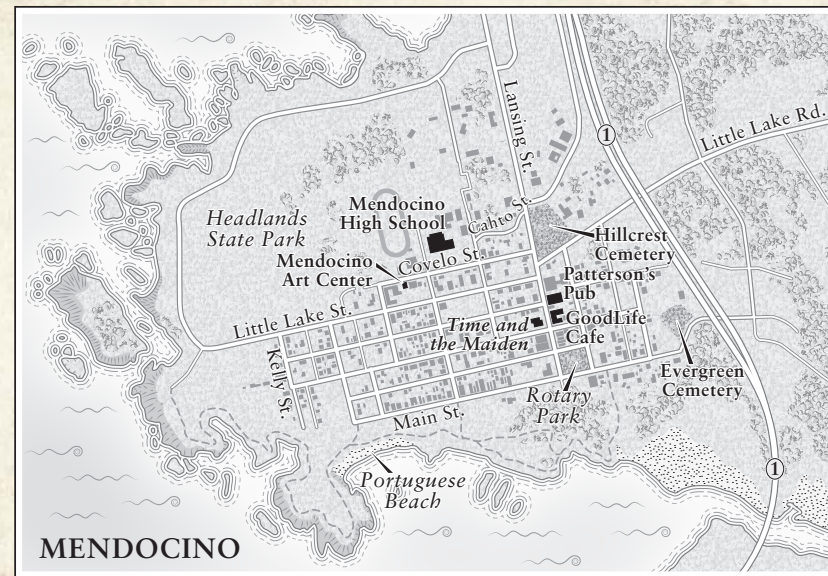 Lansing St.
1
Little Lake Rd.
Mendocino
High School
Cahto St.
Headlands
State Park
Hillcrest
Cemetery
Mendocino
Art Center
Covelo St.
Patterson's
Pub
Little Lake St.
Time and
the Maiden
GoodLife
Cafe
Kelly St.
Evergreen
Cemetery
Rotary
Park
Main St.
1
Portuguese
Beach
MENDOCINO